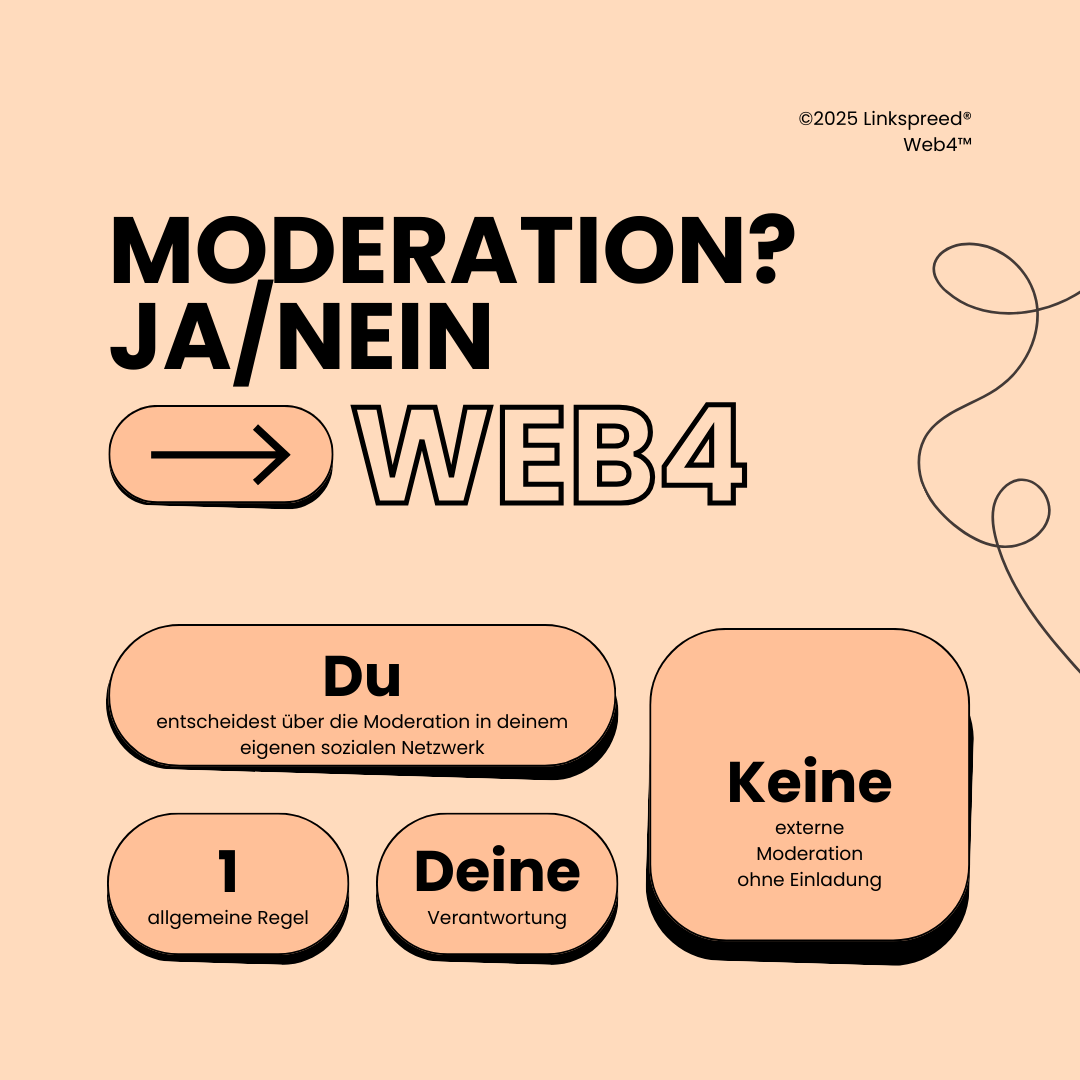 ©2025 Linkspreed®
Web4™
MODERATION?
JA/NEIN
WEB4
Du
entscheidest über die Moderation in deinem
eigenen sozialen Netzwerk
Keine
externe
Moderation
ohne Einladung
1
allgemeine Regel
Deine
Verantwortung